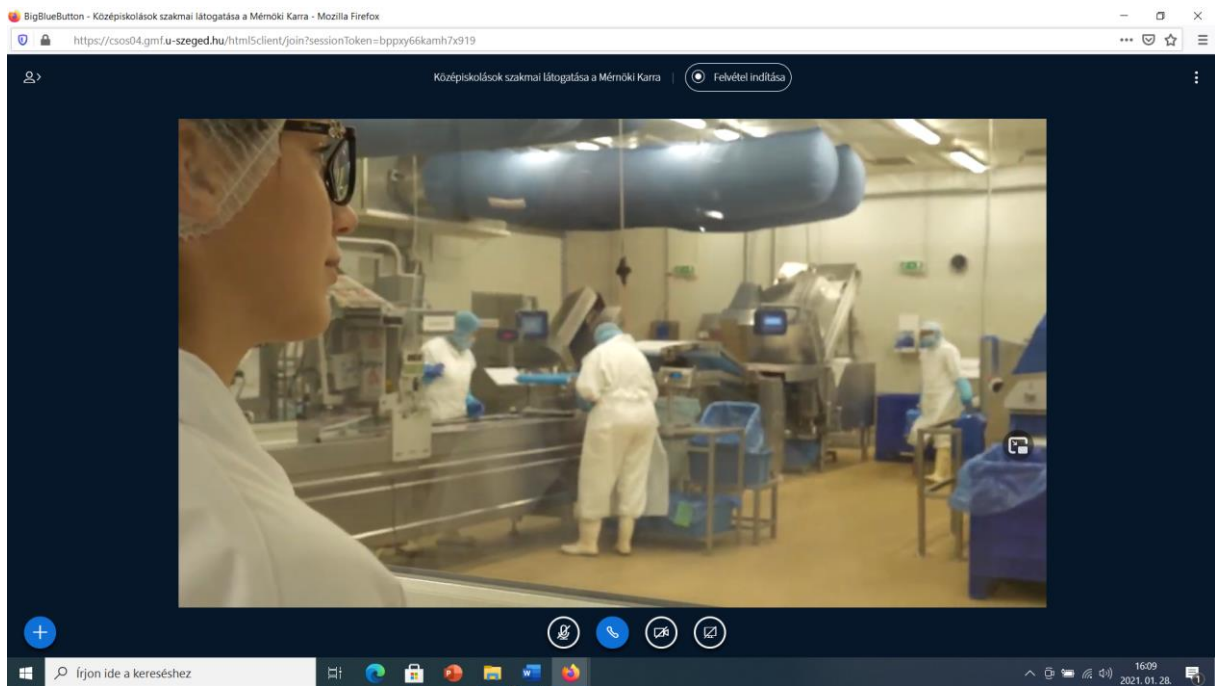 BigBlueButton - Középiskolások szakmai látogatása a Mérnöki Karra - Mozilla Firefox
https://csos04.gmf.u-szeged.hu/html5client/join?sessionToken=bppxy66kamh7x919
Középiskolások szakmai látogatása a Mérnöki Karra | Felvétel indítása
Írjon ide a kereséshez
16:09
2021. 01. 28.
1